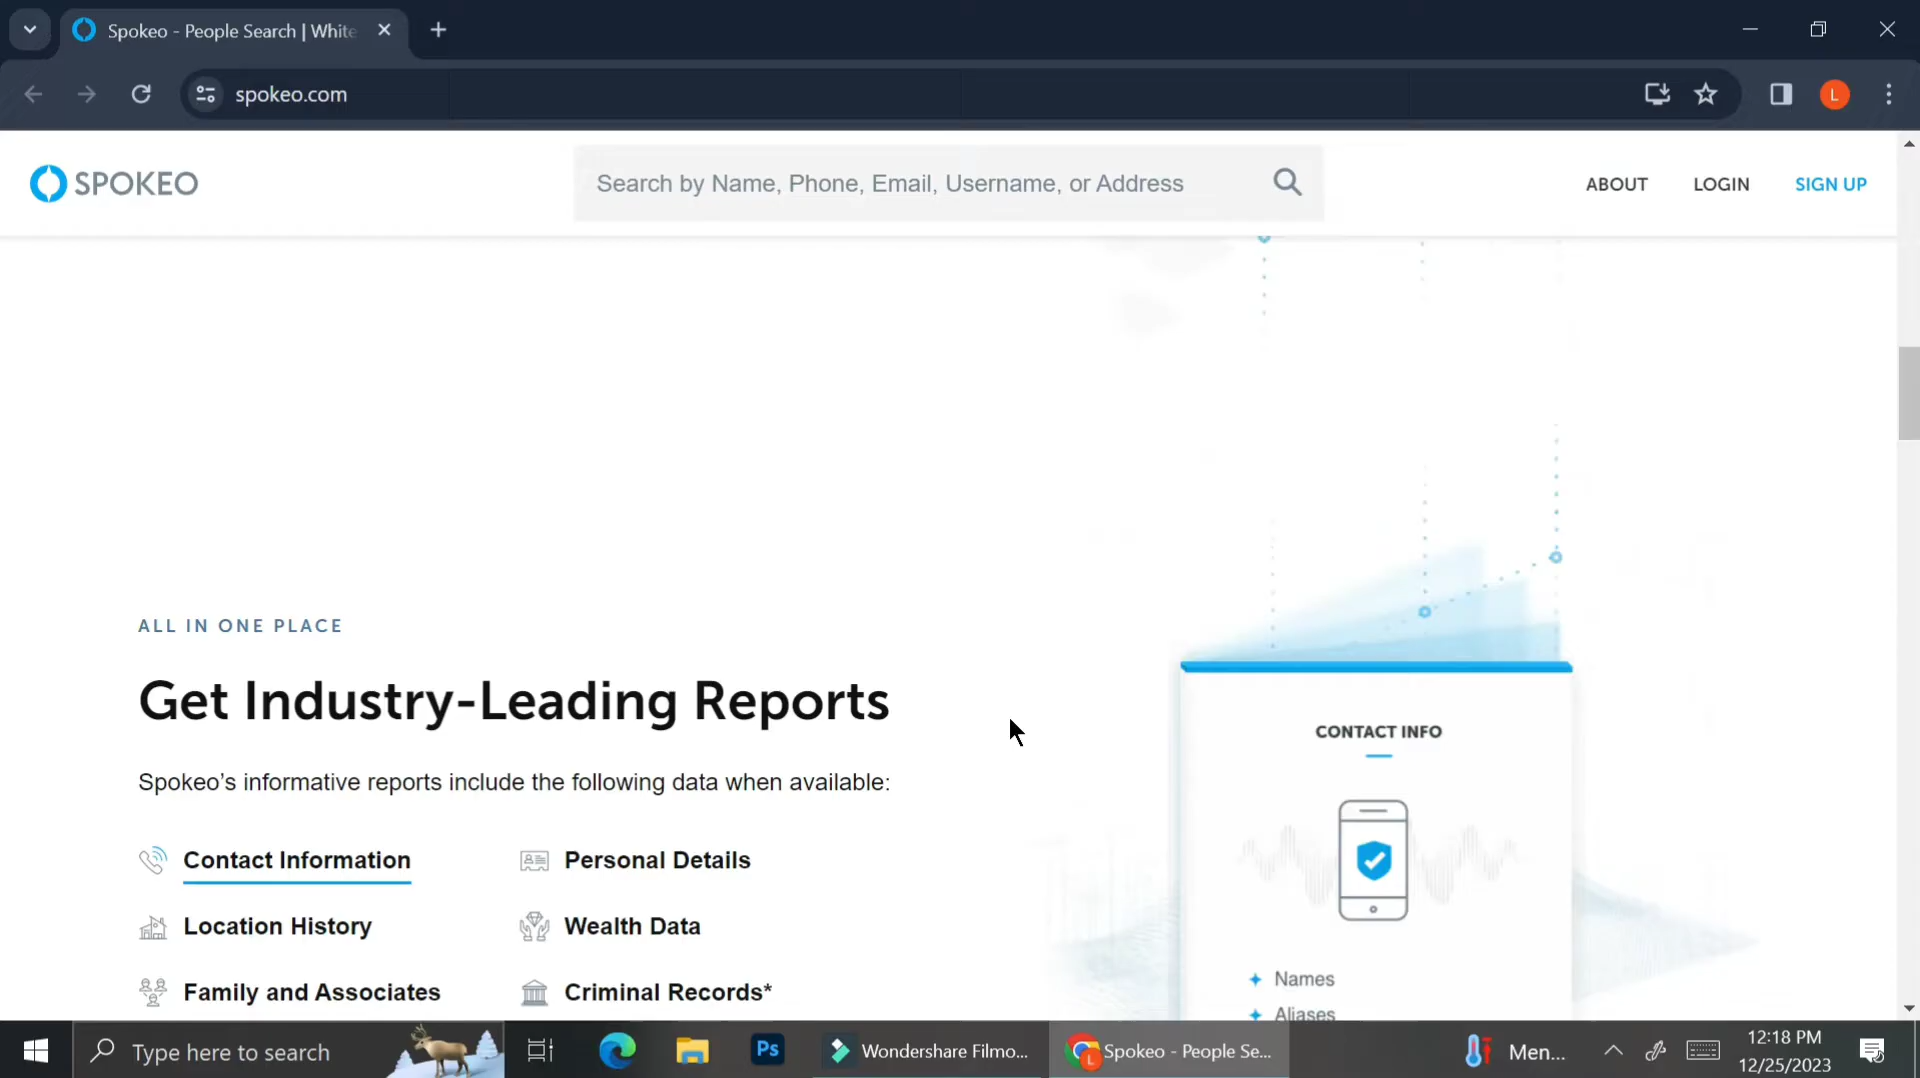 Spokeo - People Search | White
spokeo.com
L
SPOKEO
Search by Name, Phone, Email, Username, or Address
ABOUT
LOGIN
SIGN UP
ALL IN ONE PLACE
Get Industry-Leading Reports
Spokeo’s informative reports include the following data when available:
Contact Information
Personal Details
Location History
Wealth Data
Family and Associates
Criminal Records*
CONTACT INFO
Names
Aliases
Type here to search
Ps
Wondershare Filmo...
L
Spokeo - People Se...
Men...
12:18 PM
12/25/2023